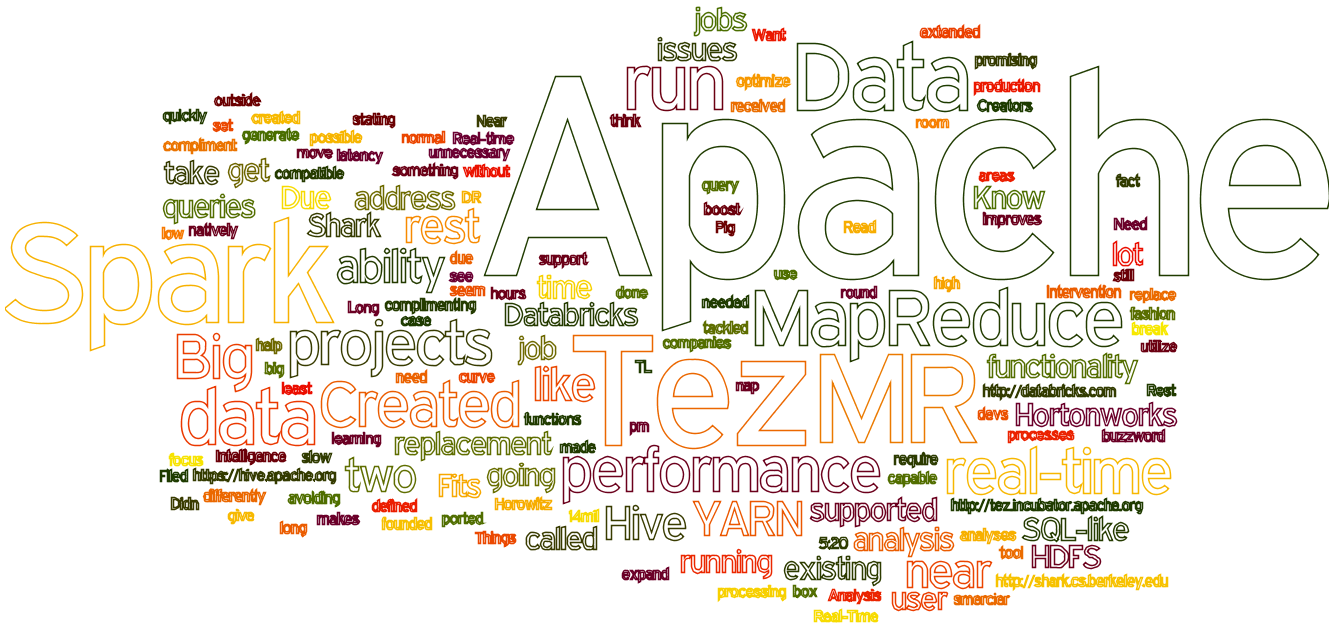 jobs
Want
extended
issues
Data
promising
run
optimize
production
received
Creators
room
think
Apache
outside
quickly
set
created
stating
Near
generate
possible
normal
Real-time
compliment
move
latency
unnecessary
take
get
compatible
something
without
query
areas
fact
Due
address
DR
boost
Know
queries
Shark
rest
Pig
Read
improves
Need
low
natively
Spark
ability
due
support
lot
see
use
still
seem
hours
time
done
high
round
Intervention
replace
Long
complimenting
case
Databricks
needed
MapReduce
fashion
tackled
break
projects
companies
utilize
Big
help
job
big
TezMR
TL
functionality
least
need
curve
like
nap
http://databricks.com
Rest
data
Created
functions
devs
Hortonworks
learning
pm
processes
buzzword
replacement
made
focus
Intelligence
slow
performance
require
real-time
Filed
https://hive.apache.org
two
going
capable
Fits
differently
avoiding
Didn
defined
Horowitz
http://tez.incubator.apache.org
give
makes
founded
ported
14mil
Hive
YARN
supported
SQL-like
long
Things
called
5:20
analysis
analyses
tool
HDFS
expand
running
existing
near
http://shark.cs.berkeley.edu
processing
box
Analysis
user
smercier
Real-Time